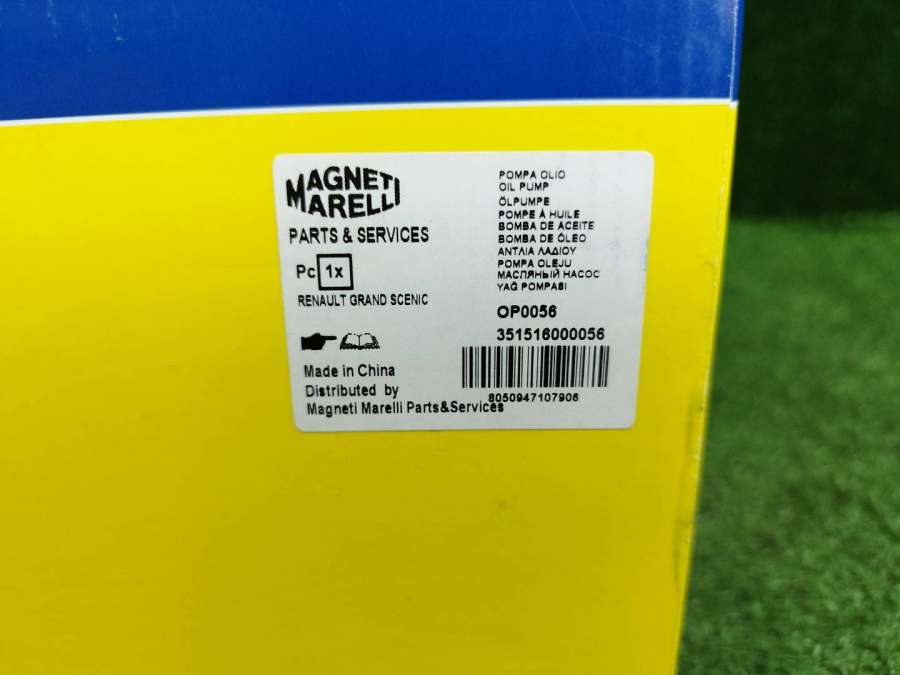 MAGNETI
MARELLI
PARTS & SERVICES
Pc 1x
RENAULT GRAND SCENIC
Made in China
Distributed by
Magneti Marelli Parts&Services
POMPA OLIO
OIL PUMP
ÖLPUMPE
POMPE À HUILE
BOMBA DE ACEITE
BOMBA DE ÓLEO
ΑΝΤΛΙΑ ΛΑΔΙΟΥ
POMPA OLEJU
МАСЛЯНЫЙ НАСОС
YAĞ POMPASI
OP0056
351516000056
8050947107906